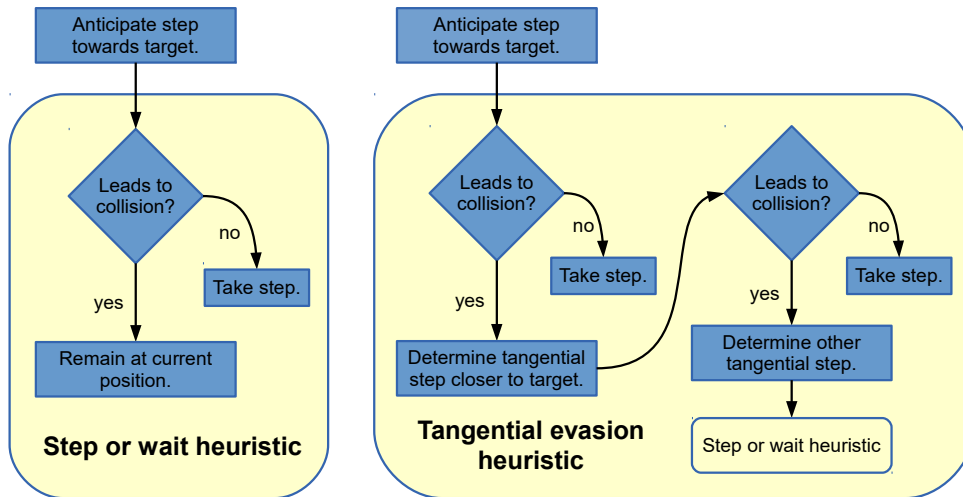 Anticipate step
towards target.
Leads to
collision?
no
Take step.
yes
Remain at current
position.
Step or wait heuristic
Anticipate step
towards target.
Leads to
collision?
no
Take step.
yes
Determine tangential
step closer to target.
Leads to
collision?
no
Take step.
yes
Determine other
tangential step.
Step or wait heuristic
Tangential evasion
heuristic